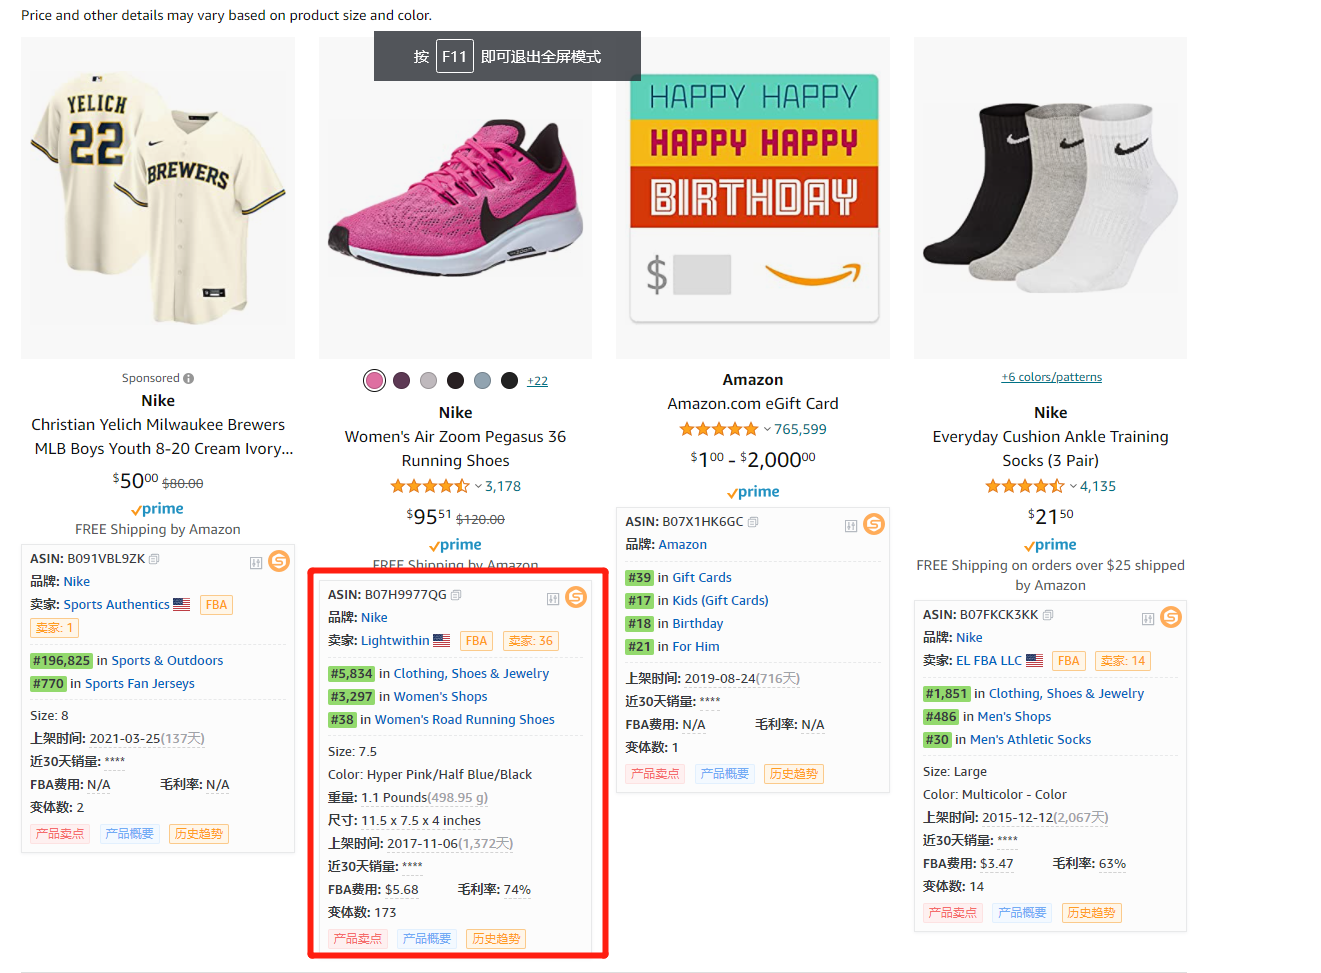 Price and other details may vary based on product size and color.
按 F11 即可退出全屏模式
YELICH
22
BREWERS
Sponsored
Nike
Christian Yelich Milwaukee Brewers
MLB Boys Youth 8-20 Cream Ivory...
$5000 $80.00
prime
FREE Shipping by Amazon
ASIN: B091VBL9ZK
品牌: Nike
卖家: Sports Authentics FBA
卖家: 1
#196,825 in Sports & Outdoors
#770 in Sports Fan Jerseys
Size: 8
上架时间: 2021-03-25(137天)
近30天销量: ****
FBA费用: N/A 毛利率: N/A
变体数: 2
产品卖点 产品概要 历史趋势
+22
Nike
Women's Air Zoom Pegasus 36
Running Shoes
3,178
$9551 $120.00
prime
FREE Shipping by Amazon
ASIN: B07H9977QG
品牌: Nike
卖家: Lightwithin FBA 卖家: 36
#5,834 in Clothing, Shoes & Jewelry
#3,297 in Women's Shops
#38 in Women's Road Running Shoes
Size: 7.5
Color: Hyper Pink/Half Blue/Black
重量: 1.1 Pounds(498.95 g)
尺寸: 11.5 x 7.5 x 4 inches
上架时间: 2017-11-06(1,372天)
近30天销量: ****
FBA费用: $5.68 毛利率: 74%
变体数: 173
产品卖点 产品概要 历史趋势
HAPPY HAPPY
HAPPY HAPPY
BIRTHDAY
$
Amazon
Amazon.com eGift Card
765,599
$100 - $2,00000
prime
ASIN: B07X1HK6GC
品牌: Amazon
#39 in Gift Cards
#17 in Kids (Gift Cards)
#18 in Birthday
#21 in For Him
上架时间: 2019-08-24(716天)
近30天销量: ****
FBA费用: N/A 毛利率: N/A
变体数: 1
产品卖点 产品概要 历史趋势
+6 colors/patterns
Nike
Everyday Cushion Ankle Training
Socks (3 Pair)
4,135
$2150
prime
FREE Shipping on orders over $25 shipped
by Amazon
ASIN: B07FKCK3KK
品牌: Nike
卖家: EL FBA LLC FBA 卖家: 14
#1,851 in Clothing, Shoes & Jewelry
#486 in Men's Shops
#30 in Men's Athletic Socks
Size: Large
Color: Multicolor - Color
上架时间: 2015-12-12(2,067天)
近30天销量: ****
FBA费用: $3.47 毛利率: 63%
变体数: 14
产品卖点 产品概要 历史趋势